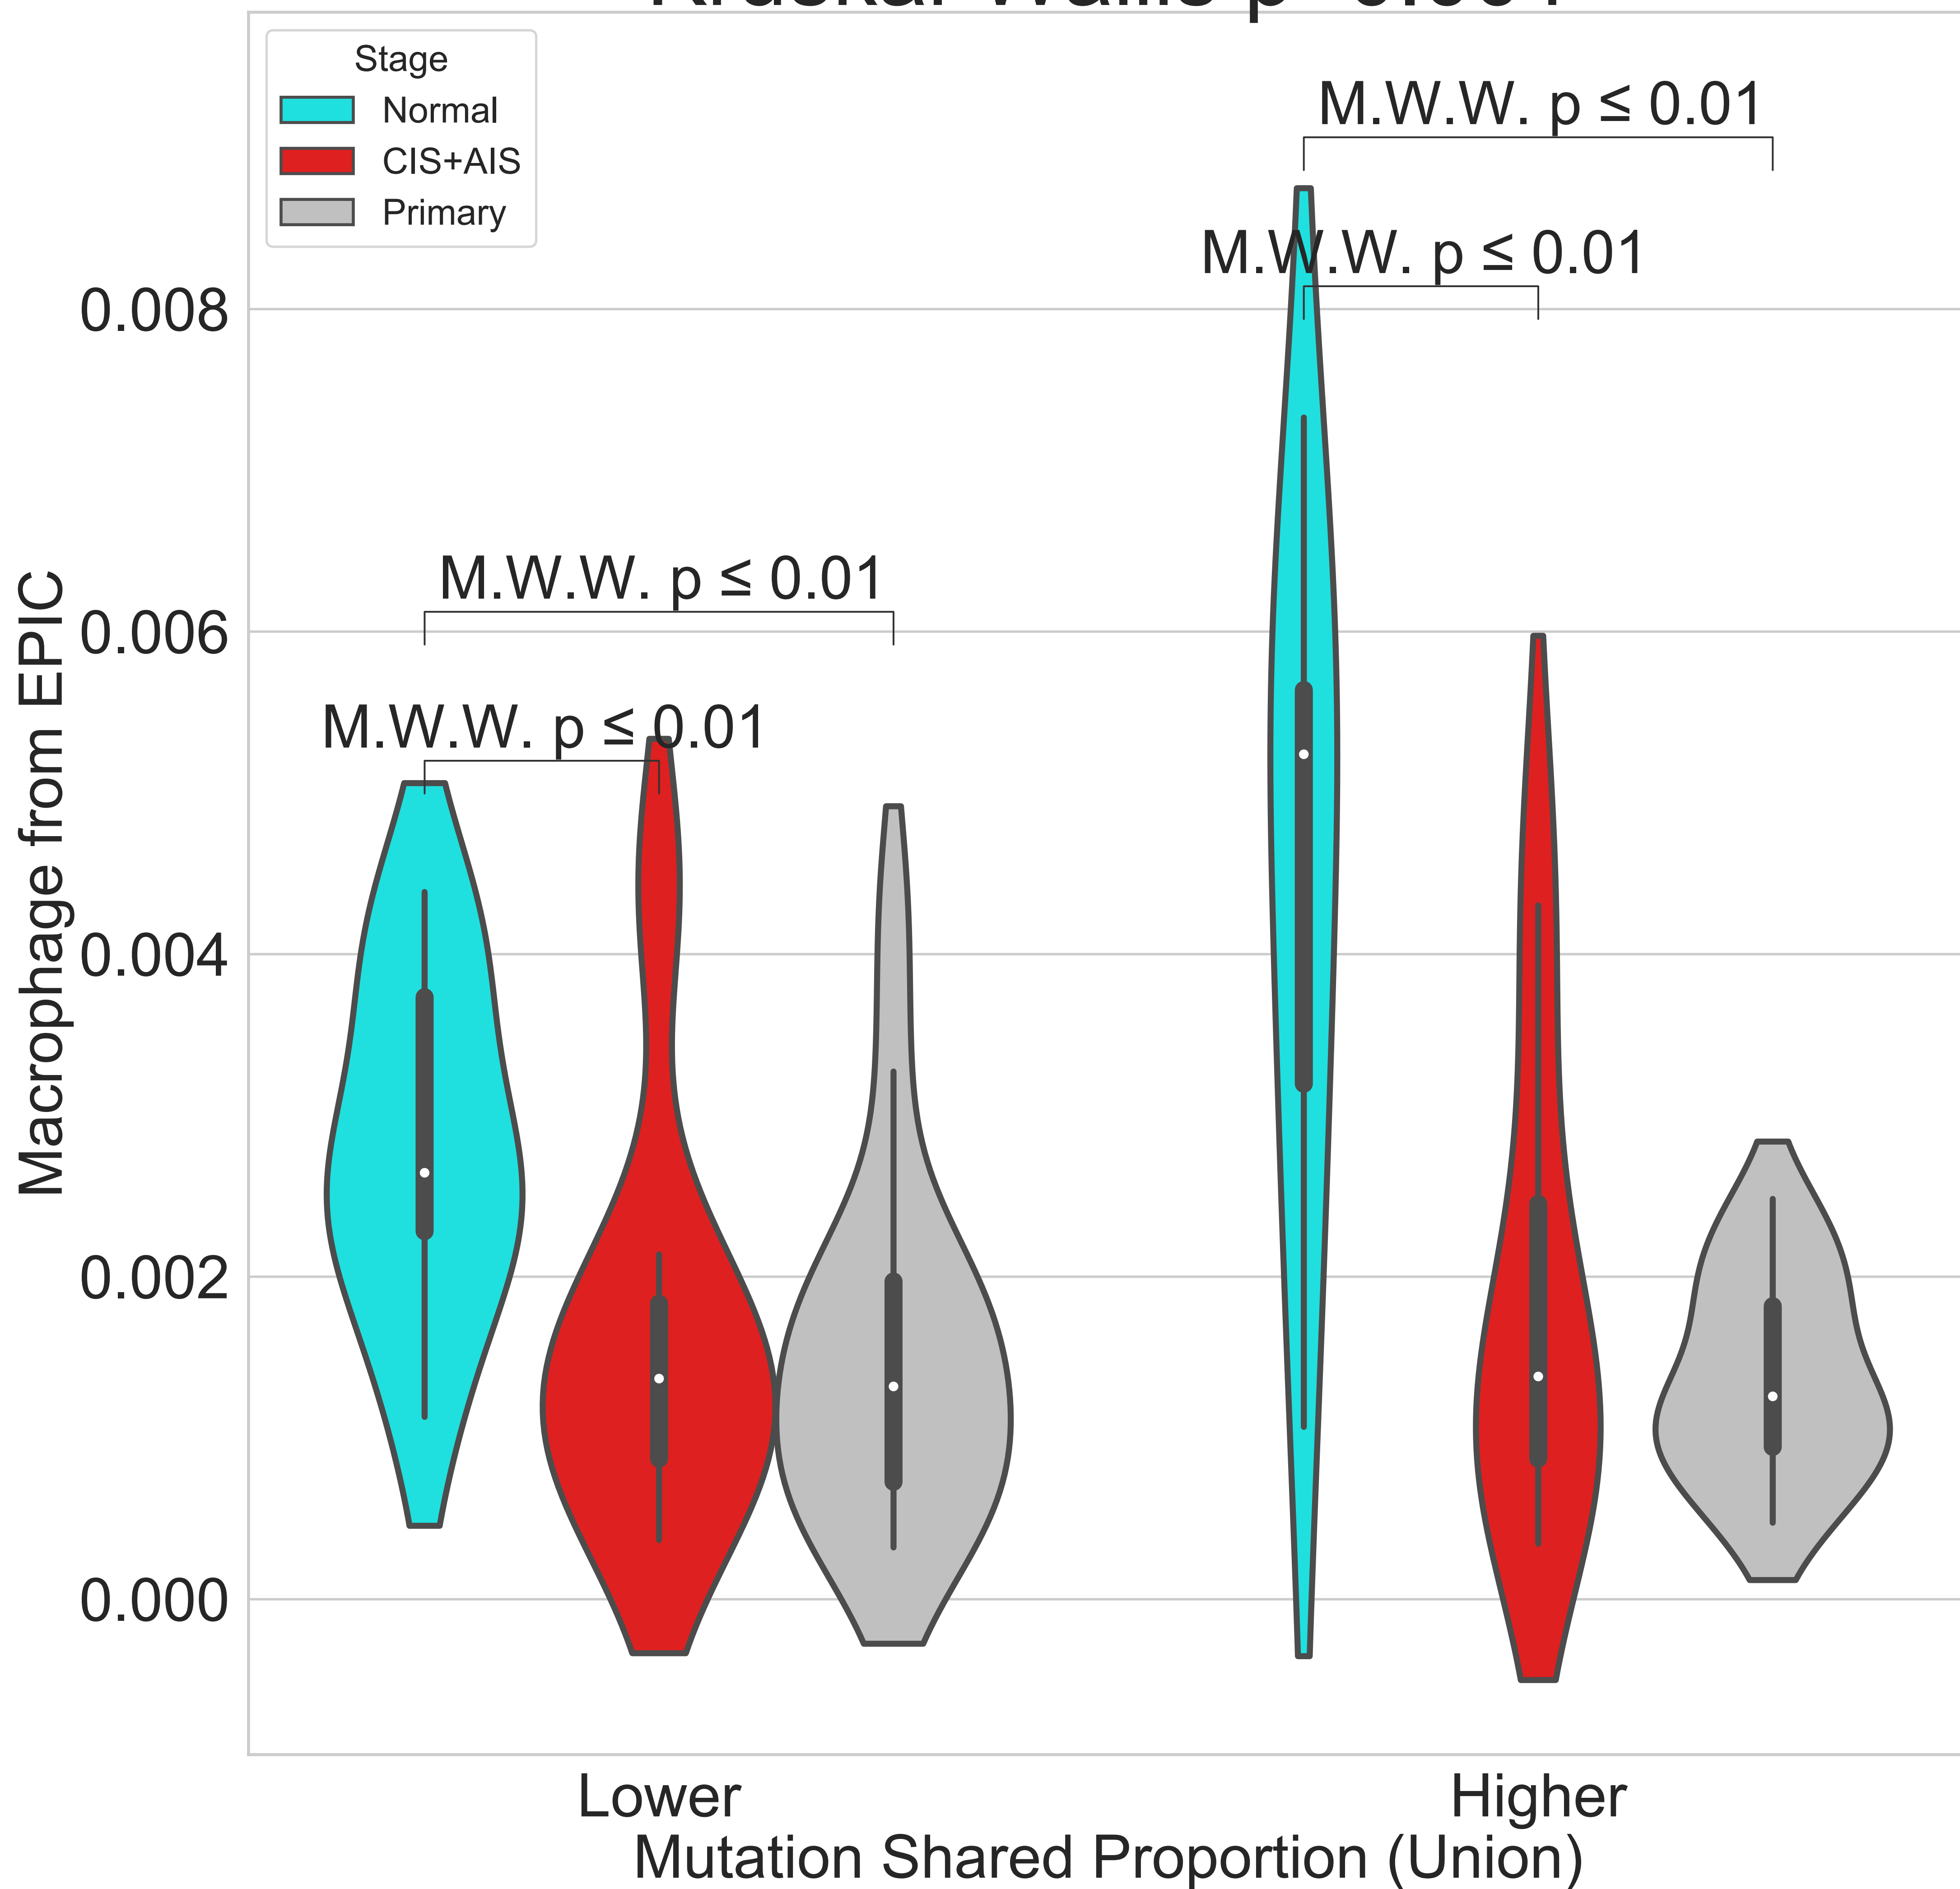 Stage
Normal
CIS+AIS
Primary
M.W.W. p ≤ 0.01
M.W.W. p ≤ 0.01
M.W.W. p ≤ 0.01
M.W.W. p ≤ 0.01
Macrophage from EPIC
0.008
0.006
0.004
0.002
0.000
Lower
Higher
Mutation Shared Proportion (Union)